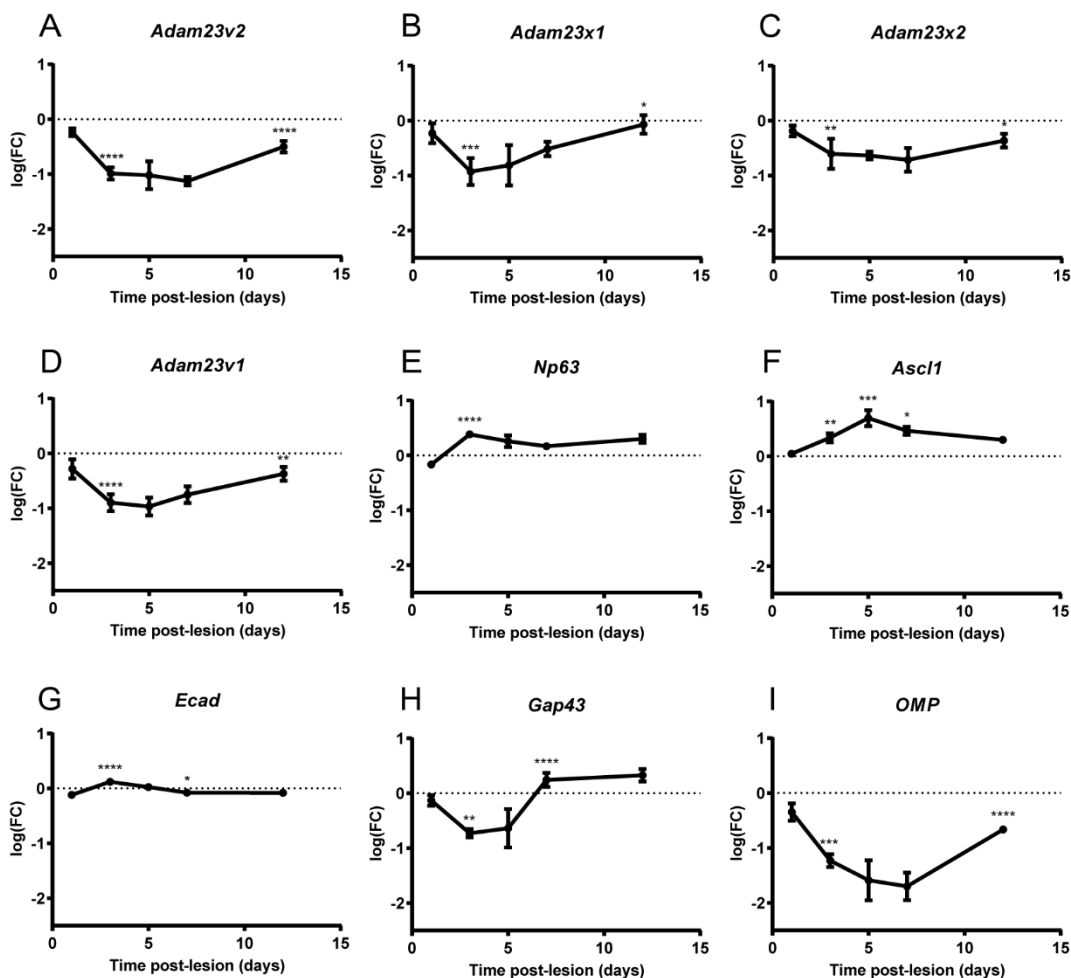 A Adam23v2
1
0
-1
-2
log(FC)
**** ****
0 5 10 15
Time post-lesion (days)
B Adam23x1
1
0
-1
-2
log(FC)
*** *
0 5 10 15
Time post-lesion (days)
C Adam23x2
1
0
-1
-2
log(FC)
** *
0 5 10 15
Time post-lesion (days)
D Adam23v1
1
0
-1
-2
log(FC)
**** **
0 5 10 15
Time post-lesion (days)
E Np63
1
0
-1
-2
log(FC)
****
0 5 10 15
Time post-lesion (days)
F Ascl1
1
0
-1
-2
log(FC)
** *** *
0 5 10 15
Time post-lesion (days)
G Ecad
1
0
-1
-2
log(FC)
**** *
0 5 10 15
Time post-lesion (days)
H Gap43
1
0
-1
-2
log(FC)
** ****
0 5 10 15
Time post-lesion (days)
I OMP
1
0
-1
-2
log(FC)
*** ****
0 5 10 15
Time post-lesion (days)